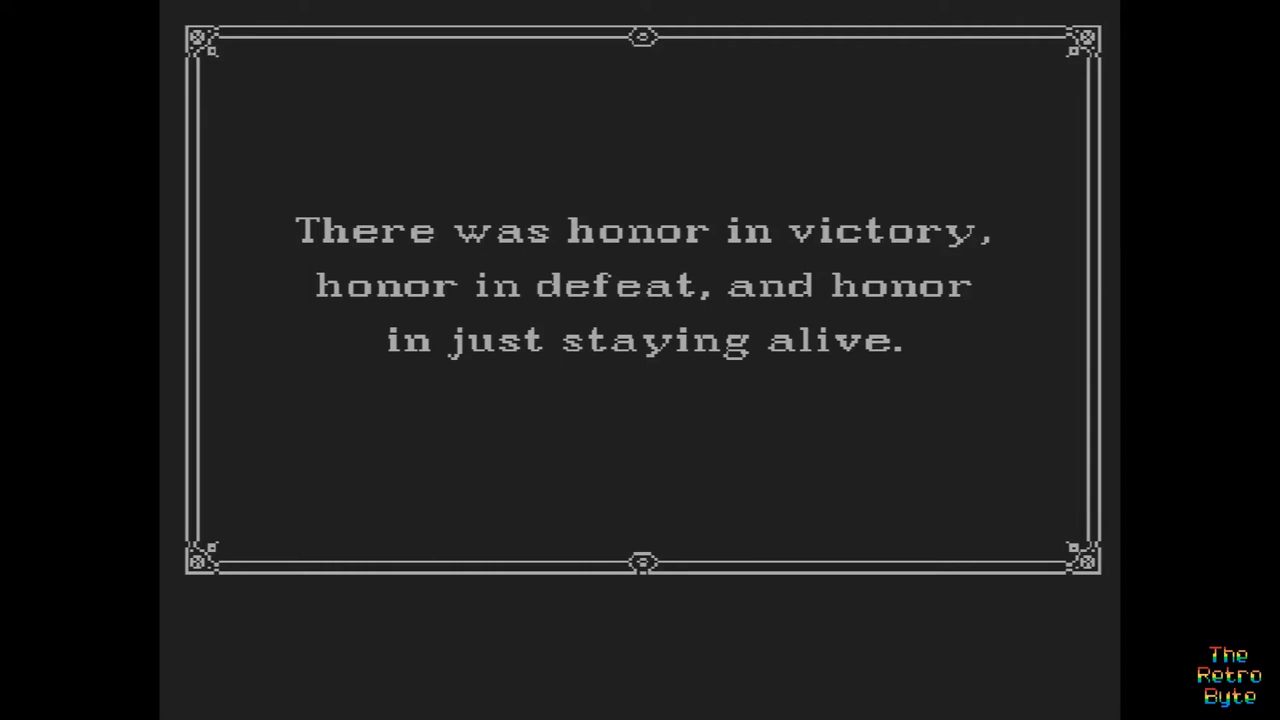 There was honor in victory,
honor in defeat, and honor
in just staying alive.
The
Retro
Byte